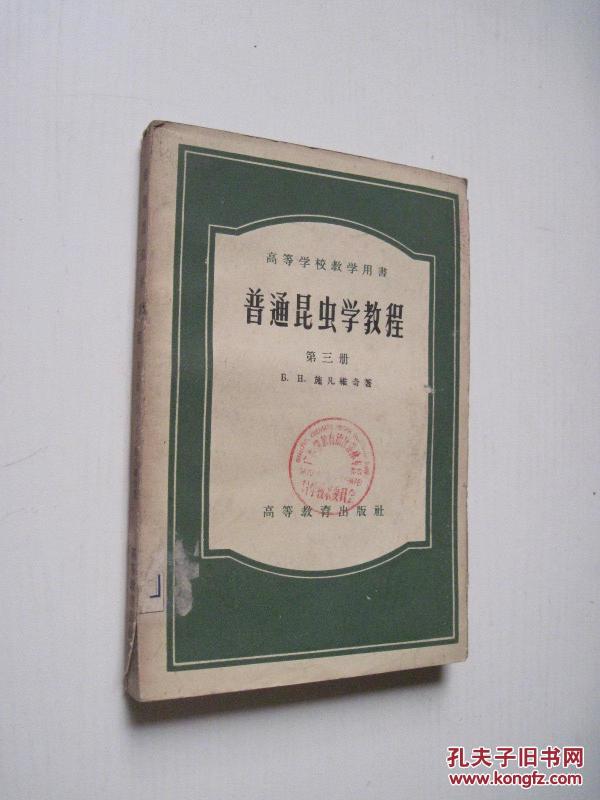 高等学校教学用書
普通昆虫学教程
第三册
Б. Н. 施凡維奇著
高等教育出版社
孔夫子旧书网
www.kongfz.com